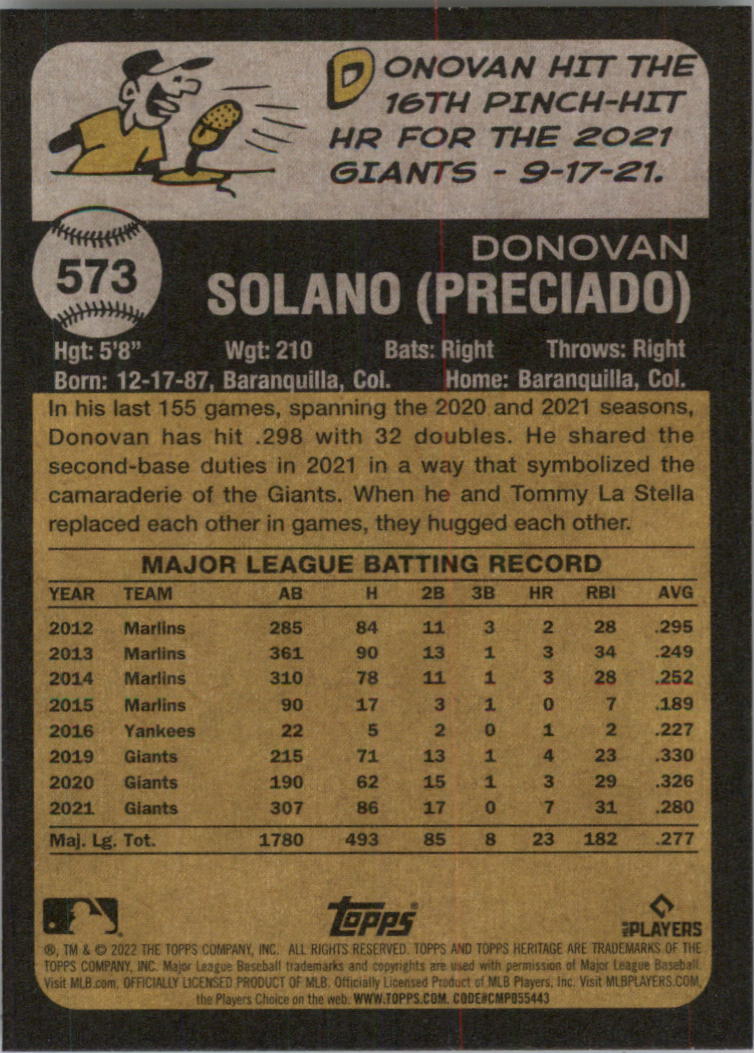 DONOVAN HIT THE
16TH PINCH-HIT
HR FOR THE 2021
GIANTS - 9-17-21.
573
DONOVAN
SOLANO (PRECIADO)
Hgt: 5'8" Wgt: 210 Bats: Right Throws: Right
Born: 12-17-87, Baranquilla, Col. Home: Baranquilla, Col.
In his last 155 games, spanning the 2020 and 2021 seasons,
Donovan has hit .298 with 32 doubles. He shared the
second-base duties in 2021 in a way that symbolized the
camaraderie of the Giants. When he and Tommy La Stella
replaced each other in games, they hugged each other.
MAJOR LEAGUE BATTING RECORD
YEAR TEAM AB H 2B 3B HR RBI AVG
2012 Marlins 285 84 11 3 2 28 .295
2013 Marlins 361 90 13 1 3 34 .249
2014 Marlins 310 78 11 1 3 28 .252
2015 Marlins 90 17 3 1 0 7 .189
2016 Yankees 22 5 2 0 1 2 .227
2019 Giants 215 71 13 1 4 23 .330
2020 Giants 190 62 15 1 3 29 .326
2021 Giants 307 86 17 0 7 31 .280
Maj. Lg. Tot. 1780 493 85 8 23 182 .277
Topps
MLB PLAYERS
®, TM & © 2022 THE TOPPS COMPANY, INC. ALL RIGHTS RESERVED. TOPPS AND TOPPS HERITAGE ARE TRADEMARKS OF THE
TOPPS COMPANY, INC. Major League Baseball trademarks and copyrights are used with permission of Major League Baseball.
Visit MLB.com. OFFICIALLY LICENSED PRODUCT OF MLB. Officially Licensed Product of MLB Players, Inc. Visit MLBPLAYERS.COM,
the Players Choice on the web. WWW.TOPPS.COM. CODE#CMP055443